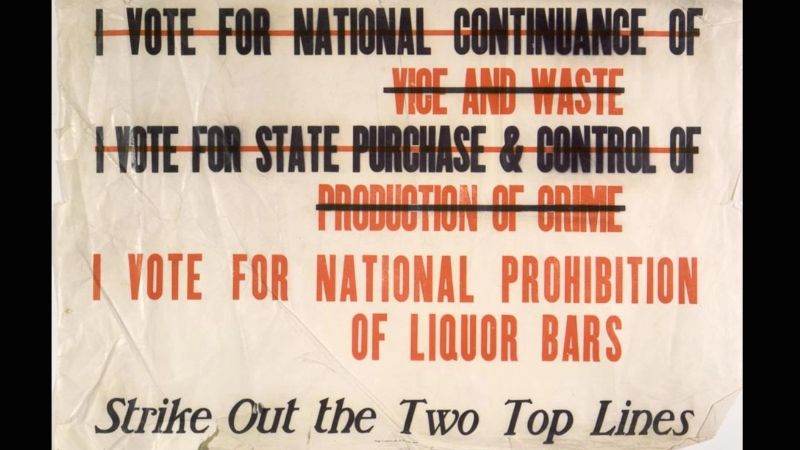 I VOTE FOR NATIONAL CONTINUANCE OF
VICE AND WASTE
I VOTE FOR STATE PURCHASE & CONTROL OF
PRODUCTION OF CRIME
I VOTE FOR NATIONAL PROHIBITION
OF LIQUOR BARS
Strike Out the Two Top Lines